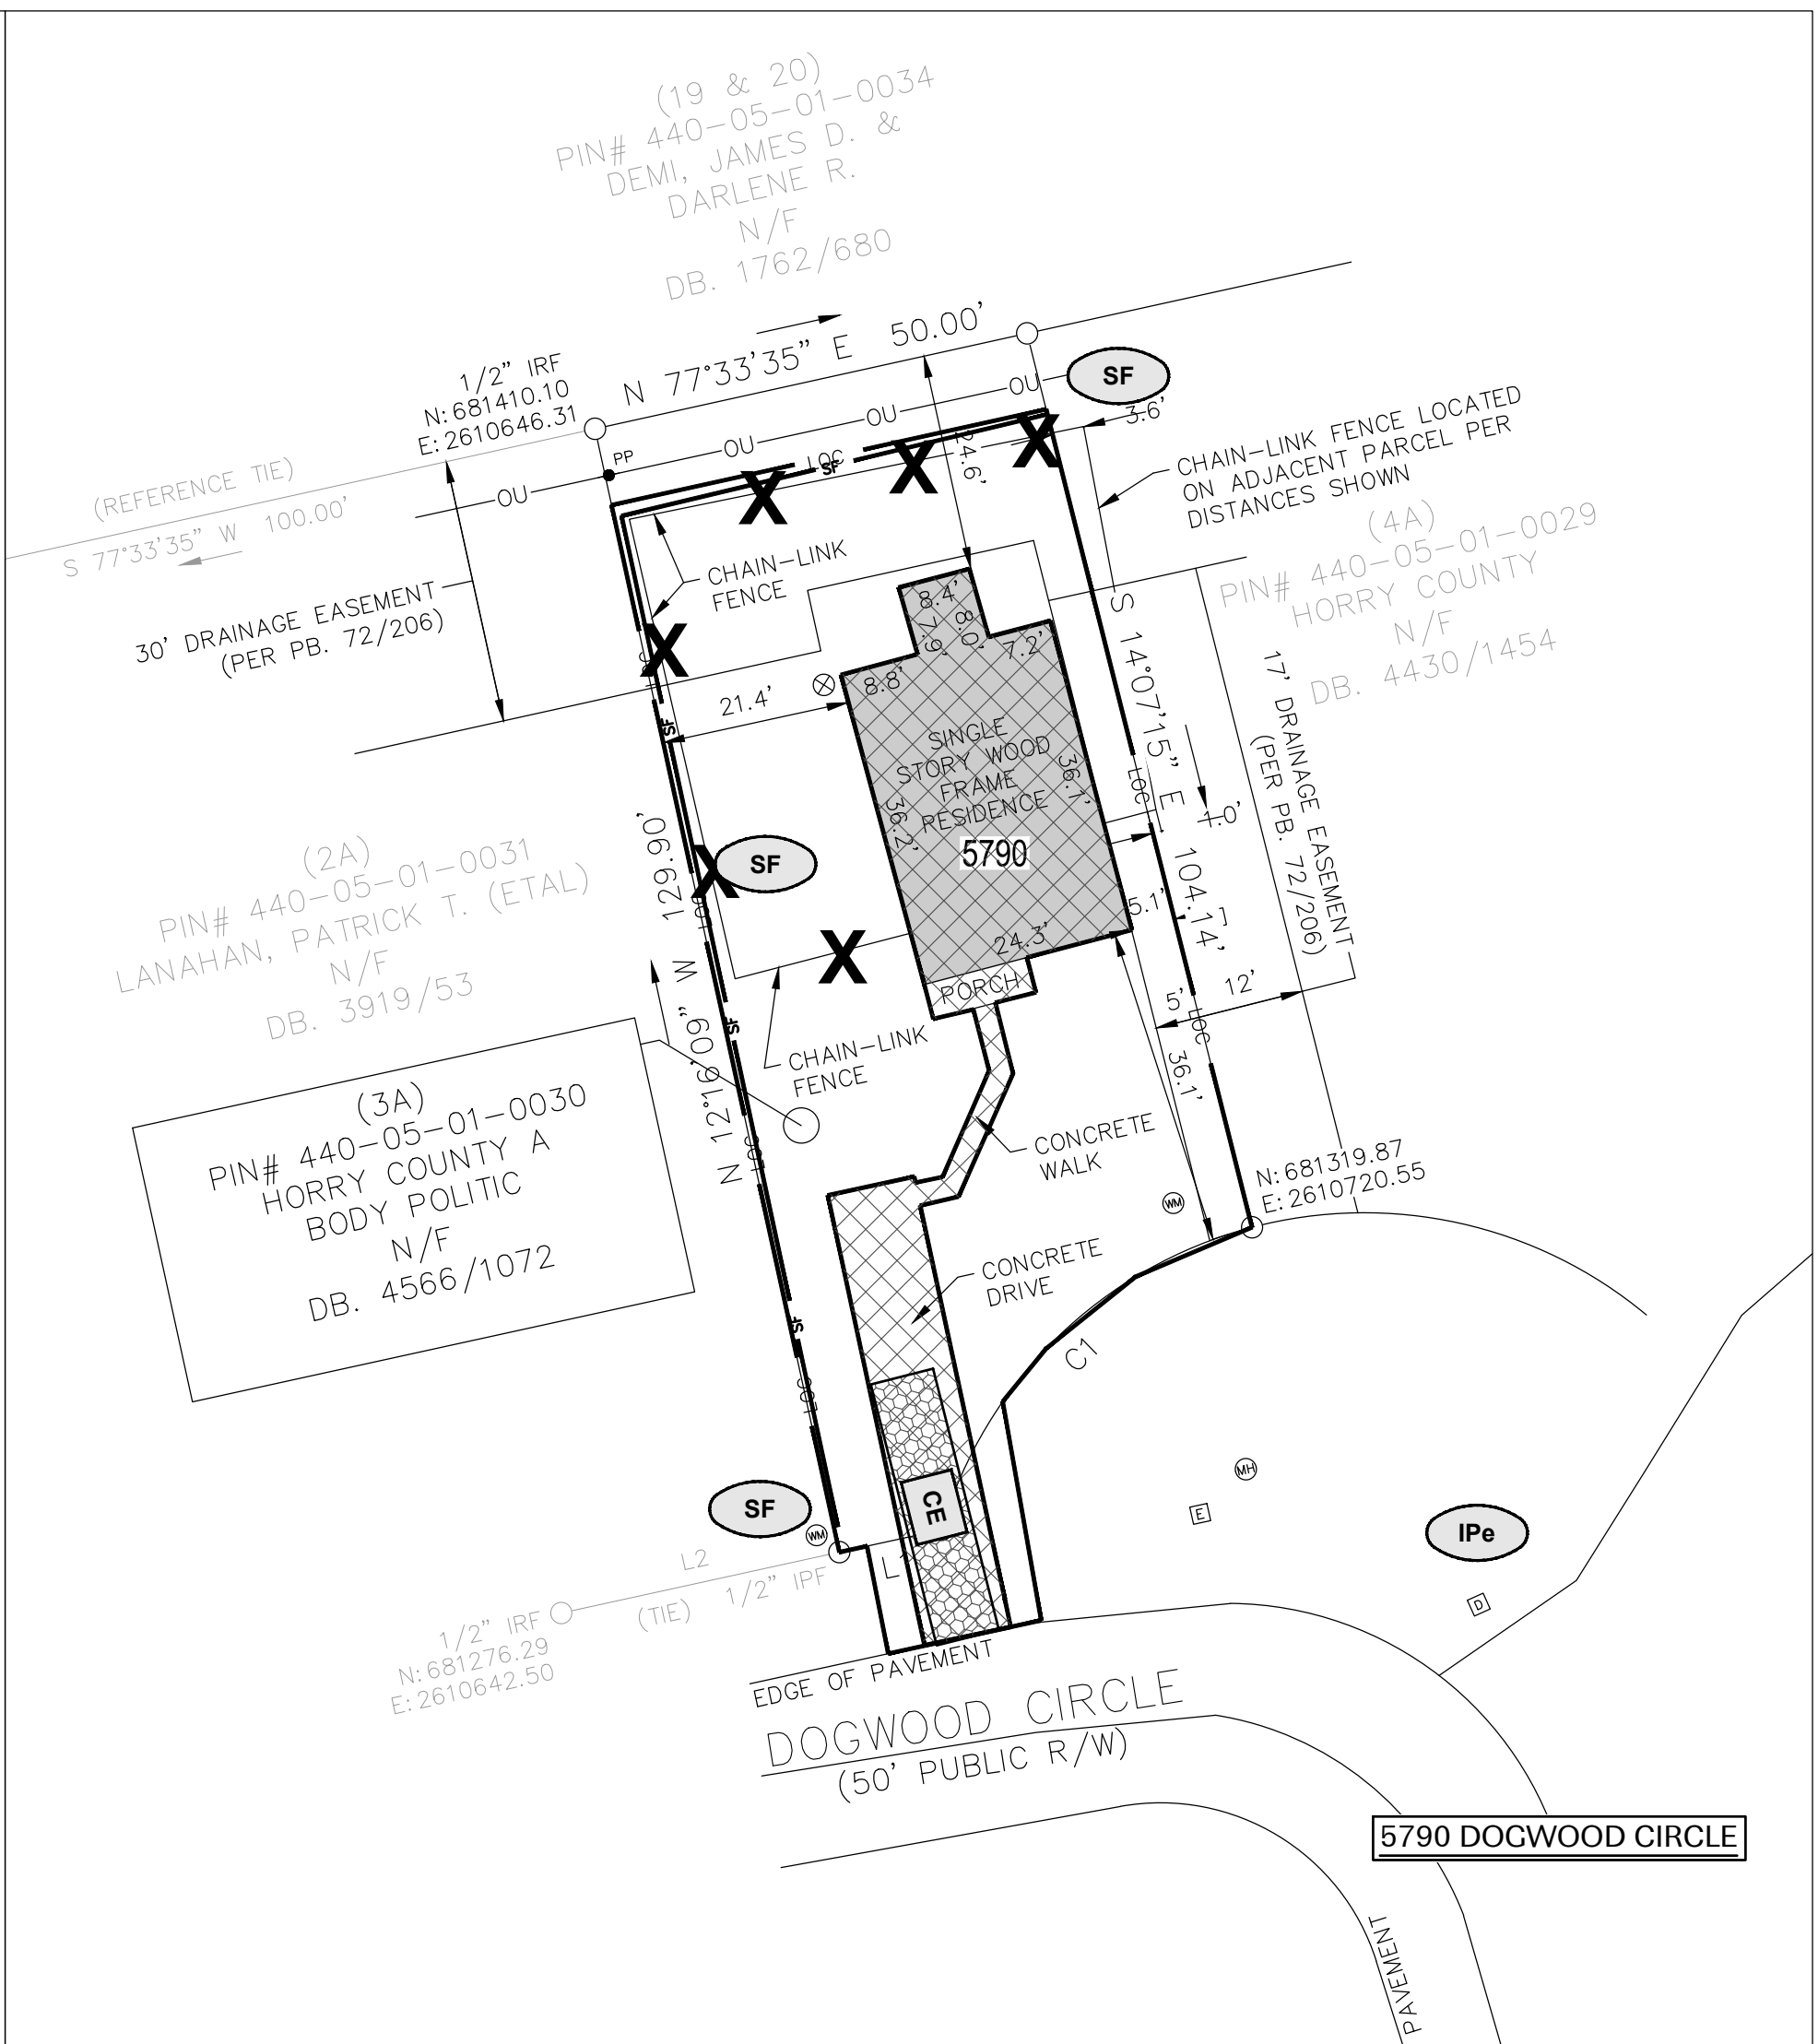 (19 & 20)
PIN# 440-05-01-0034
DEMI, JAMES D. &
DARLENE R.
N/F
DB. 1762/680
1/2" IRF
N: 681410.10
E: 2610646.31
N 77°33'35" E 50.00'
SF
3.6'
OU
OU
OU
OU
PP
LOC
SF
24.6'
X
X
X
CHAIN-LINK FENCE LOCATED
ON ADJACENT PARCEL PER
DISTANCES SHOWN
(REFERENCE TIE)
S 77°33'35" W 100.00'
30' DRAINAGE EASEMENT
(PER PB. 72/206)
CHAIN-LINK
FENCE
(4A)
PIN# 440-05-01-0029
HORRY COUNTY
N/F
DB. 4430/1454
X
8.4'
7.9'
8.0'
7.2'
8.8'
21.4'
SF
SINGLE
STORY WOOD
FRAME
RESIDENCE
5790
36.2'
36.1'
S 14°07'15" E 104.14'
LOC
1.0'
17' DRAINAGE EASEMENT
(PER PB. 72/206)
(2A)
PIN# 440-05-01-0031
LANAHAN, PATRICK T. (ETAL)
N/F
DB. 3919/53
N 12°16'09" W 129.90'
X
SF
LOC
X
5.1'
24.3'
PORCH
5'
12'
LOC
SF
36.1'
CHAIN-LINK
FENCE
(3A)
PIN# 440-05-01-0030
HORRY COUNTY A
BODY POLITIC
N/F
DB. 4566/1072
LOC
CONCRETE
WALK
WM
N: 681319.87
E: 2610720.55
CONCRETE
DRIVE
SF
C1
LOC
MH
CE
E
SF
WM
IPe
D
L2
(TIE)
1/2" IPF
1/2" IRF
N: 681276.29
E: 2610642.50
EDGE OF PAVEMENT
DOGWOOD CIRCLE
(50' PUBLIC R/W)
5790 DOGWOOD CIRCLE
PAVEMENT